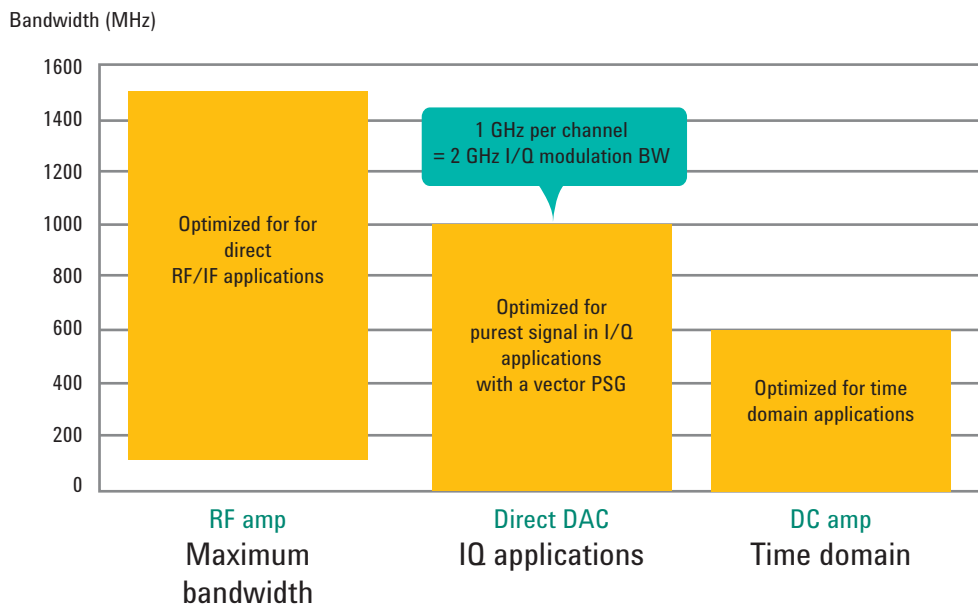 Bandwidth (MHz)
1600
1400
1200
1000
800
600
400
200
0
Optimized for for
direct
RF/IF applications
1 GHz per channel
= 2 GHz I/Q modulation BW
Optimized for
purest signal in I/Q
applications
with a vector PSG
Optimized for time
domain applications
RF amp
Maximum
bandwidth
Direct DAC
IQ applications
DC amp
Time domain